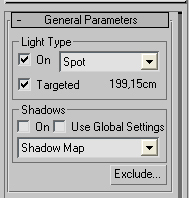 - General Parameters
Light Type
On Spot
Targeted 199,15cm
Shadows
On Use Global Settings
Shadow Map
Exclude...